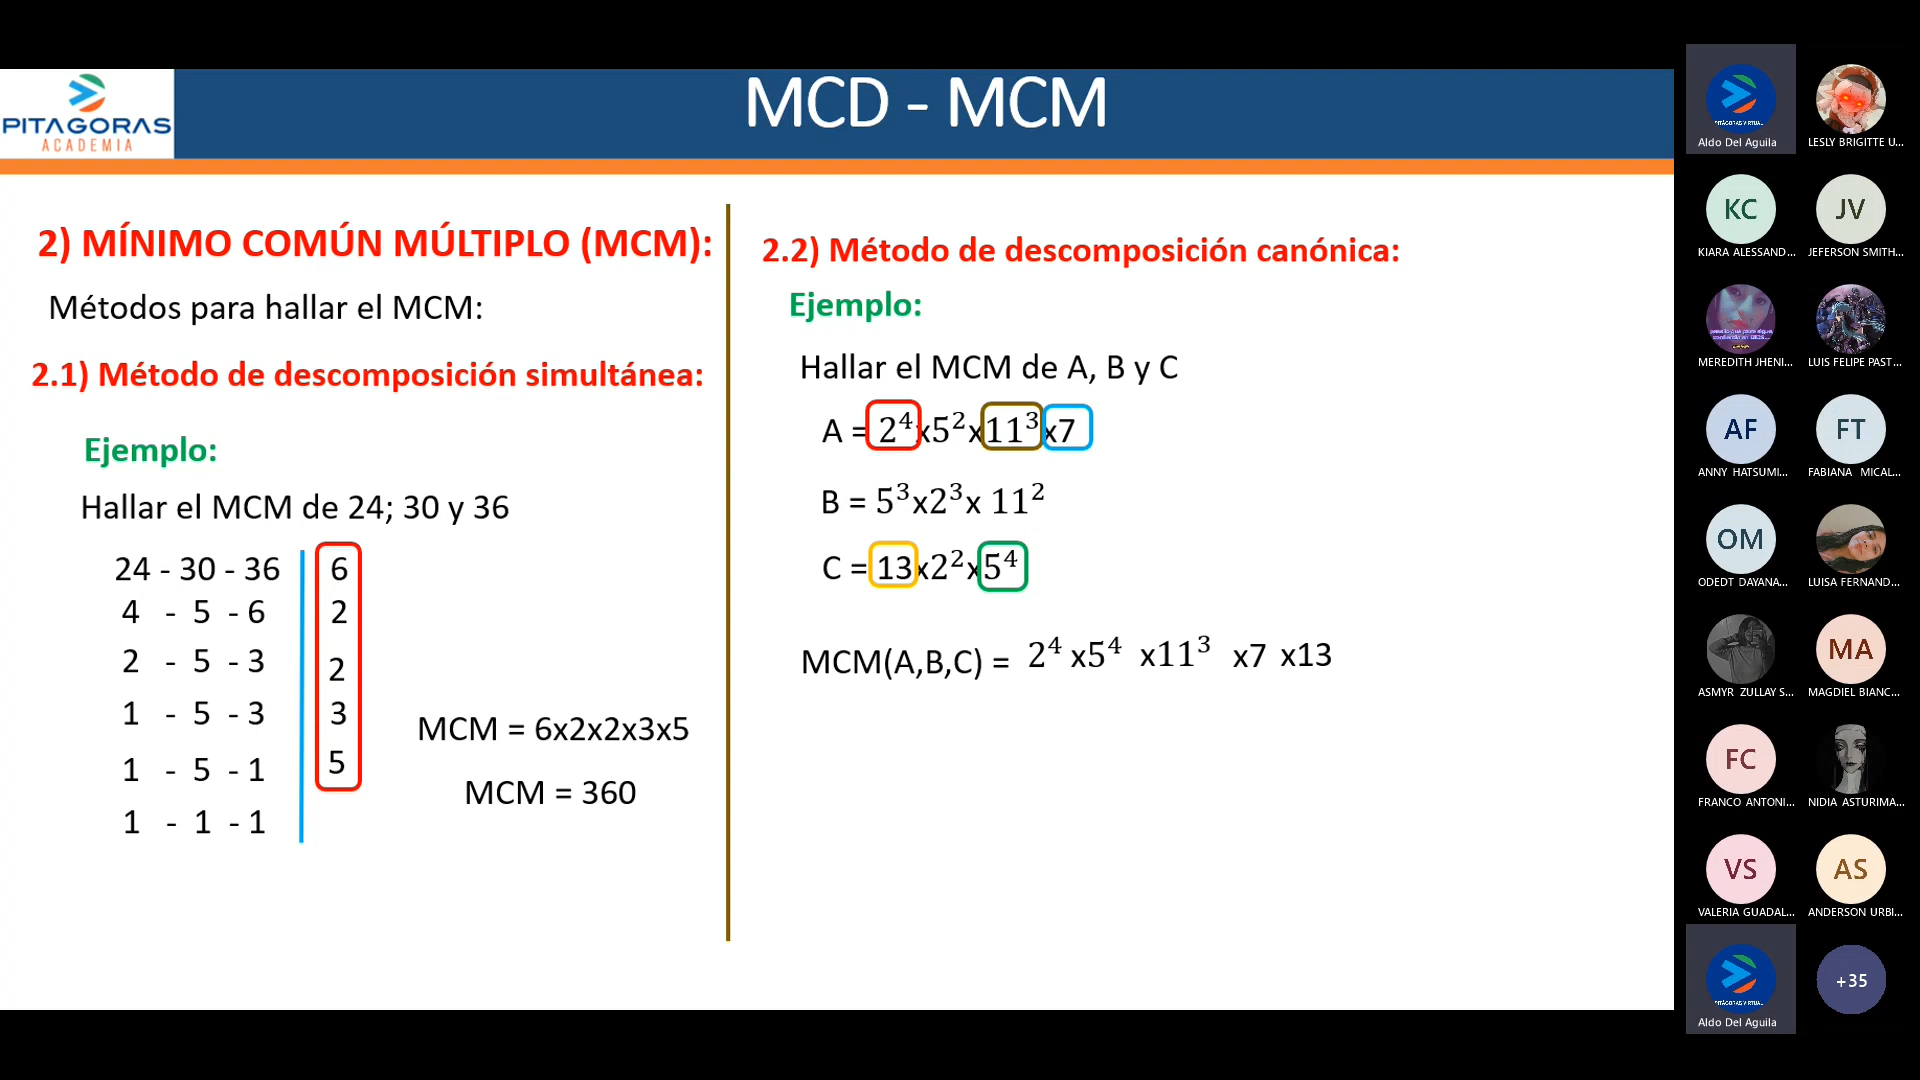 PITAGORAS
ACADEMIA
MCD - MCM
2) MÍNIMO COMÚN MÚLTIPLO (MCM):
Métodos para hallar el MCM:
2.1) Método de descomposición simultánea:
Ejemplo:
Hallar el MCM de 24; 30 y 36
24 - 30 - 36 6
4 - 5 - 6 2
2 - 5 - 3 2
1 - 5 - 3 3
1 - 5 - 1 5
1 - 1 - 1
MCM = 6x2x2x3x5
MCM = 360
2.2) Método de descomposición canónica:
Ejemplo:
Hallar el MCM de A, B y C
A = 2⁴x5²x11³x7
B = 5³x2³x 11²
C = 13x2²x5⁴
MCM(A,B,C) = 2⁴ x5⁴ x11³ x7 x13
Aldo Del Aguila
LESLY BRIGITTE U...
KC
KIARA ALESSAND...
JV
JEFERSON SMITH...
MEREDITH JHENI...
LUIS FELIPE PAST...
AF
ANNY HATSUMI...
FT
FABIANA MICAL...
OM
ODEDT DAYANA...
LUISA FERNAND...
ASMYR ZULLAY S...
MA
MAGDIEL BIANC...
FC
FRANCO ANTONI...
NIDIA ASTURIMA...
VS
VALERIA GUADAL...
AS
ANDERSON URBI...
PITÁGORAS VIRTUAL
Aldo Del Aguila
+35